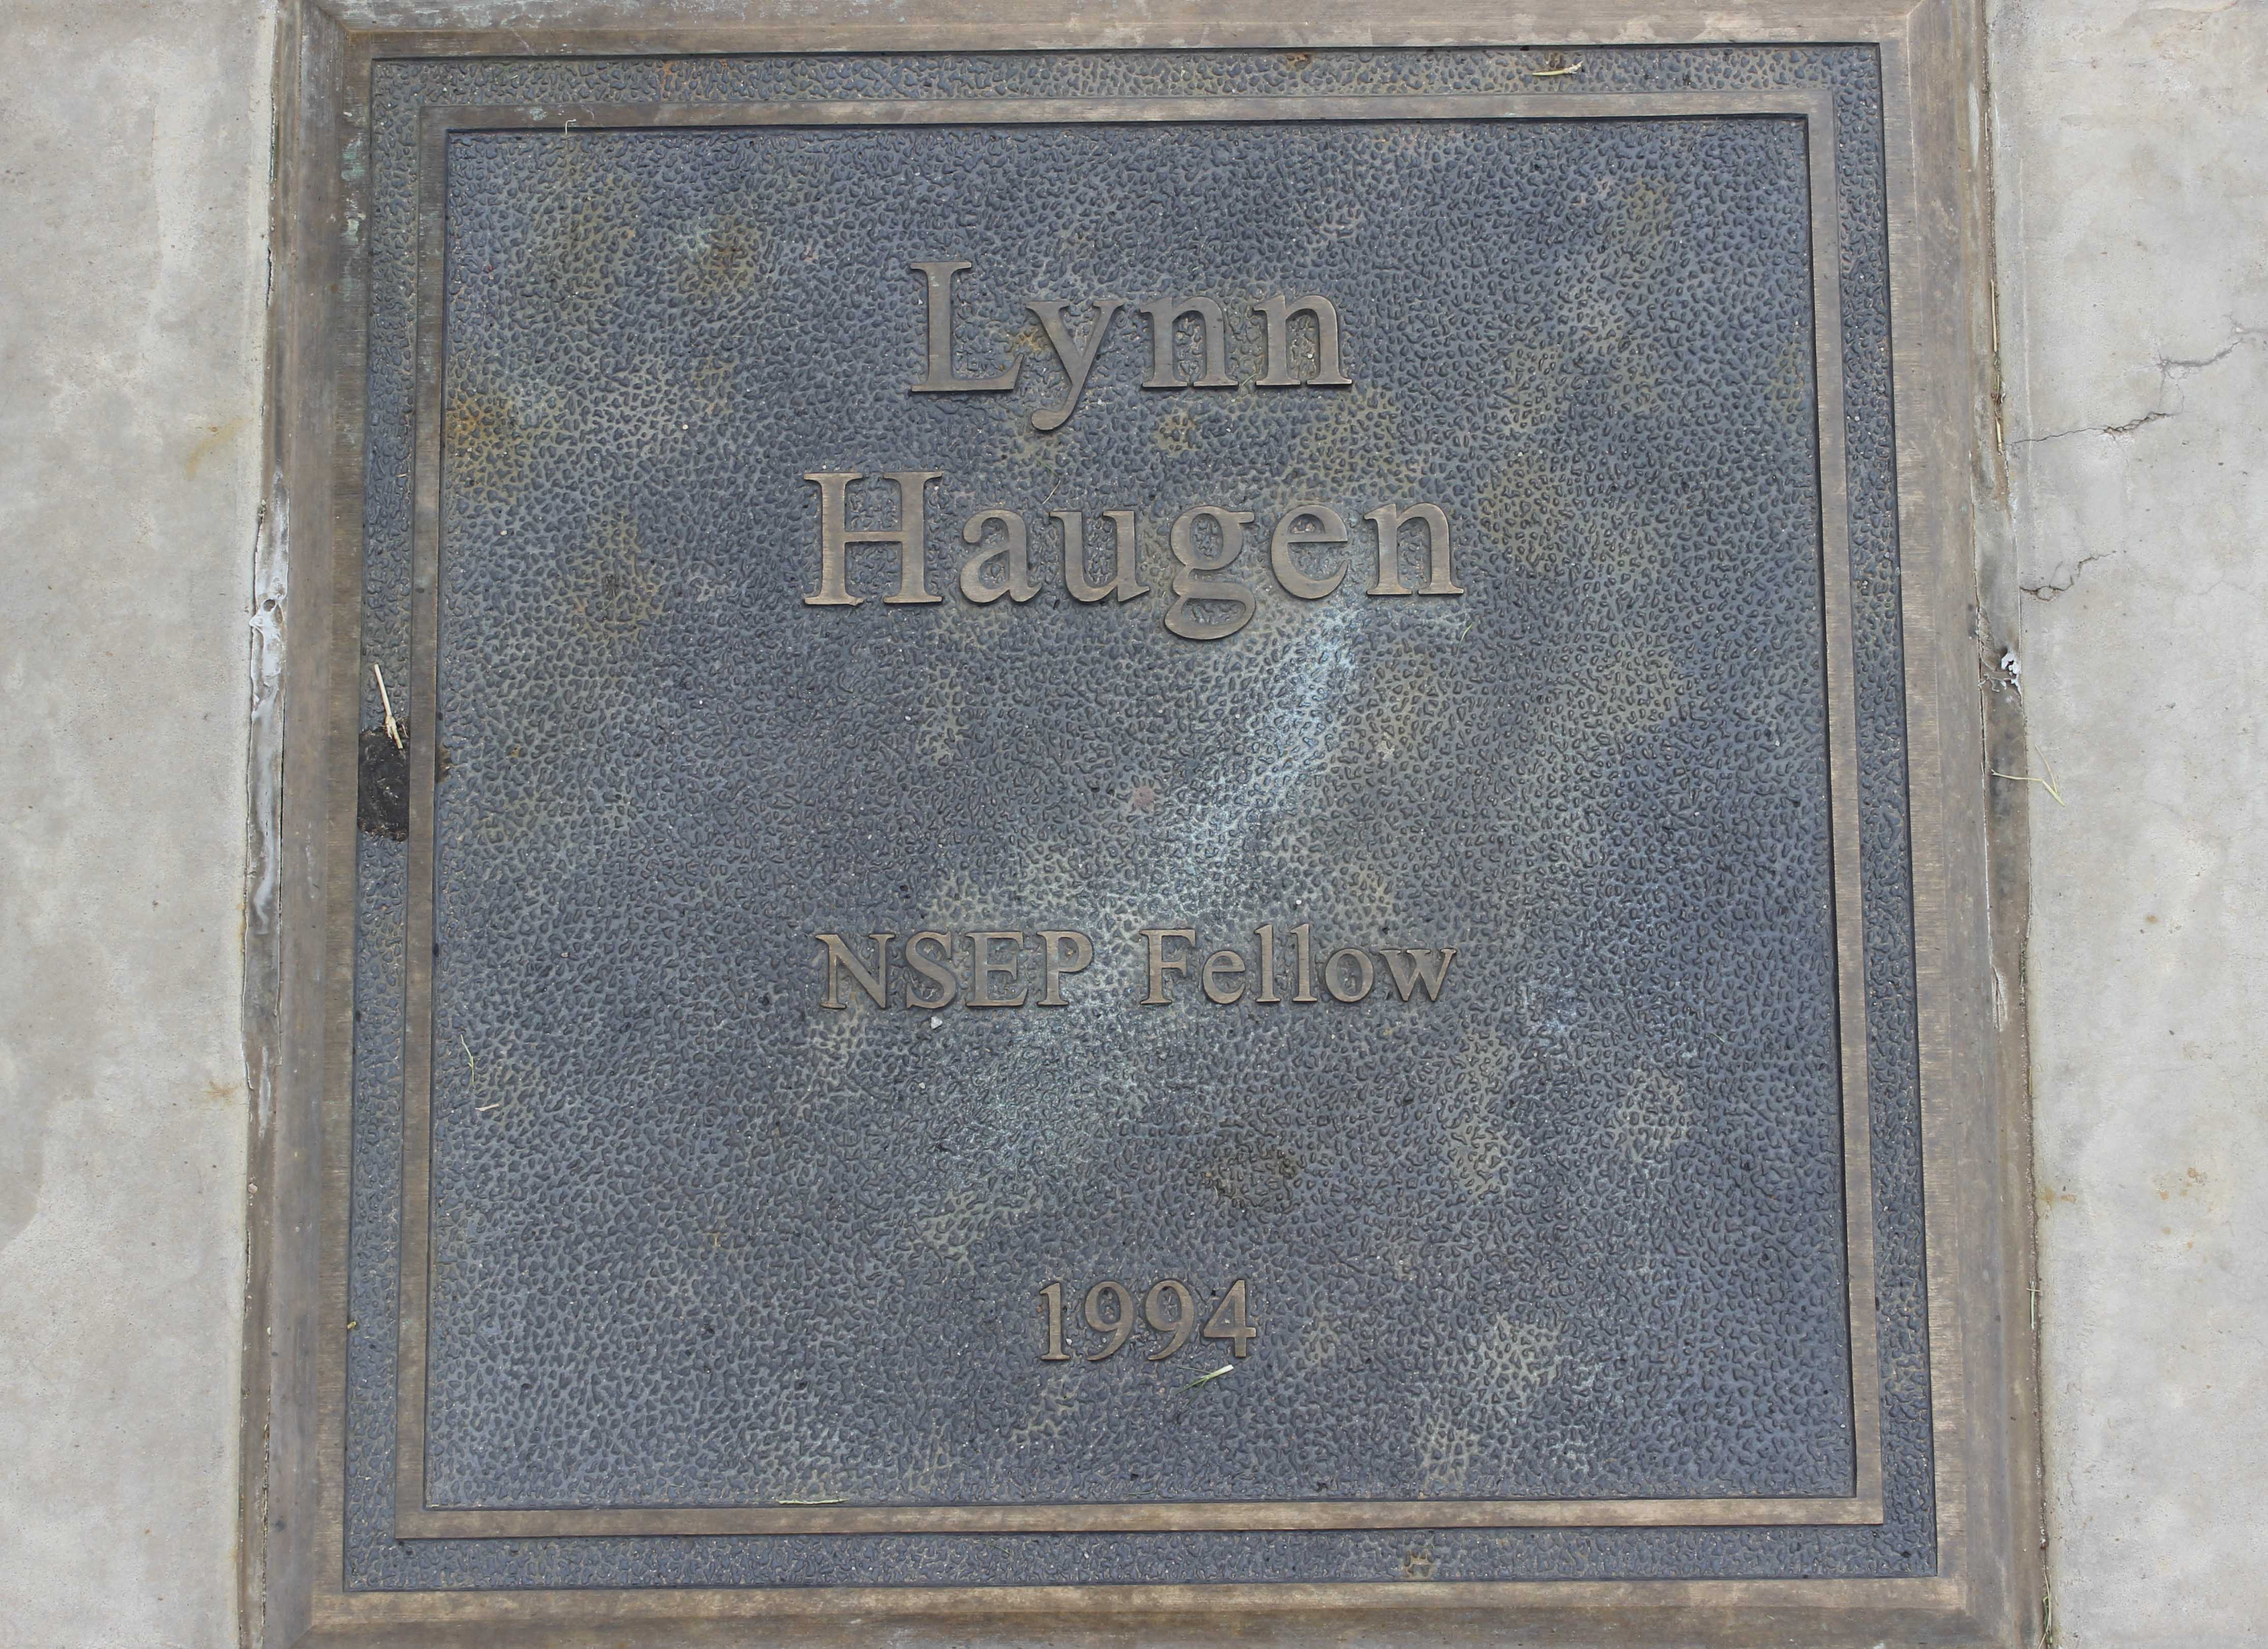 Lynn
Haugen
NSEP Fellow
1994